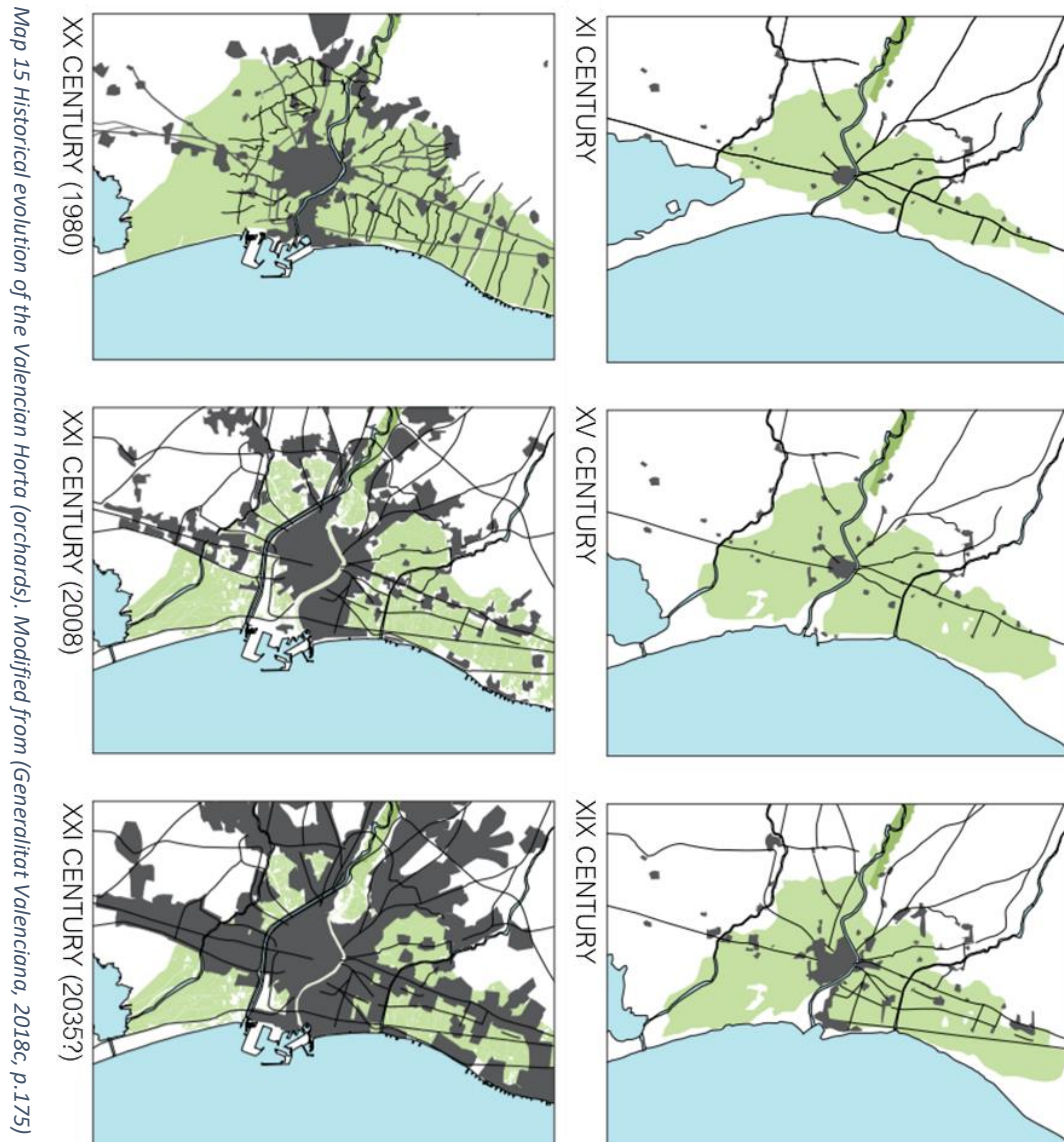 XI CENTURY
XV CENTURY
XIX CENTURY
XX CENTURY (1980)
XXI CENTURY (2008)
XXI CENTURY (2035?)
Map 15 Historical evolution of the Valencian Horta (orchards). Modified from (Generalitat Valenciana, 2018c, p.175)